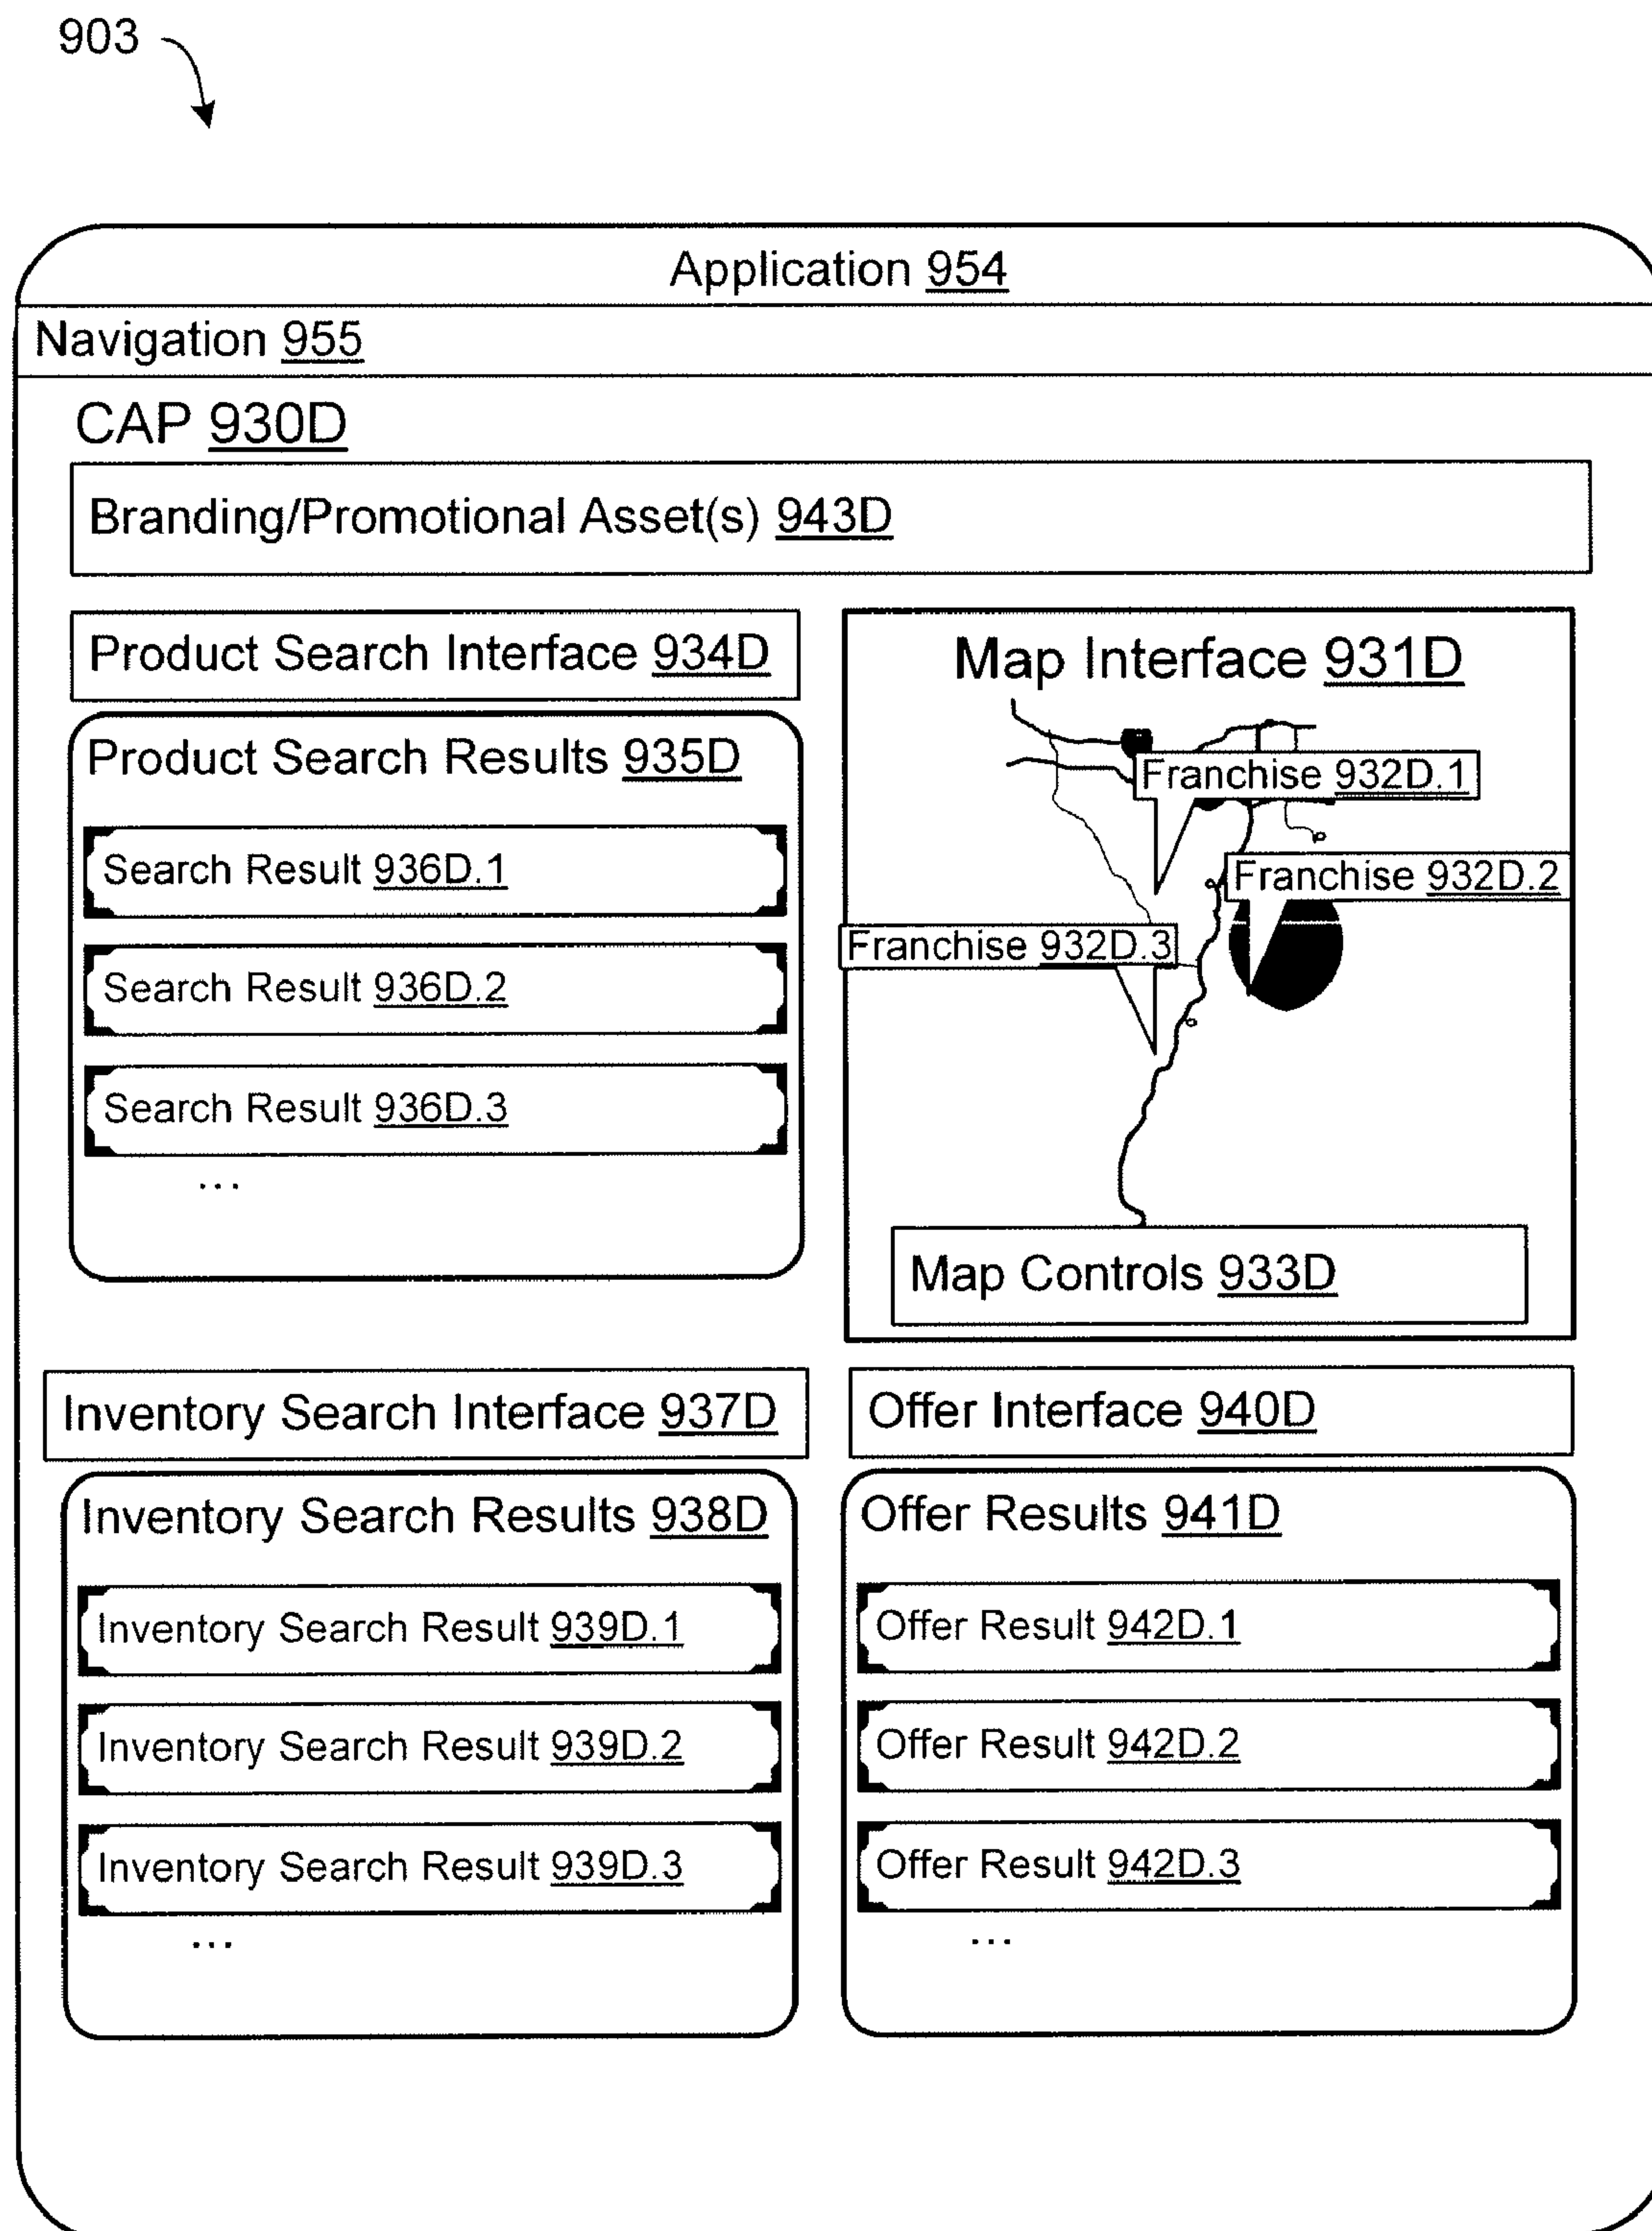 903
Application 954
Navigation 955
CAP 930D
Branding/Promotional Asset(s) 943D
Product Search Interface 934D
Product Search Results 935D
Search Result 936D.1
Search Result 936D.2
Search Result 936D.3
...
Map Interface 931D
Franchise 932D.1
Franchise 932D.2
Franchise 932D.3
Map Controls 933D
Inventory Search Interface 937D
Inventory Search Results 938D
Inventory Search Result 939D.1
Inventory Search Result 939D.2
Inventory Search Result 939D.3
...
Offer Interface 940D
Offer Results 941D
Offer Result 942D.1
Offer Result 942D.2
Offer Result 942D.3
...